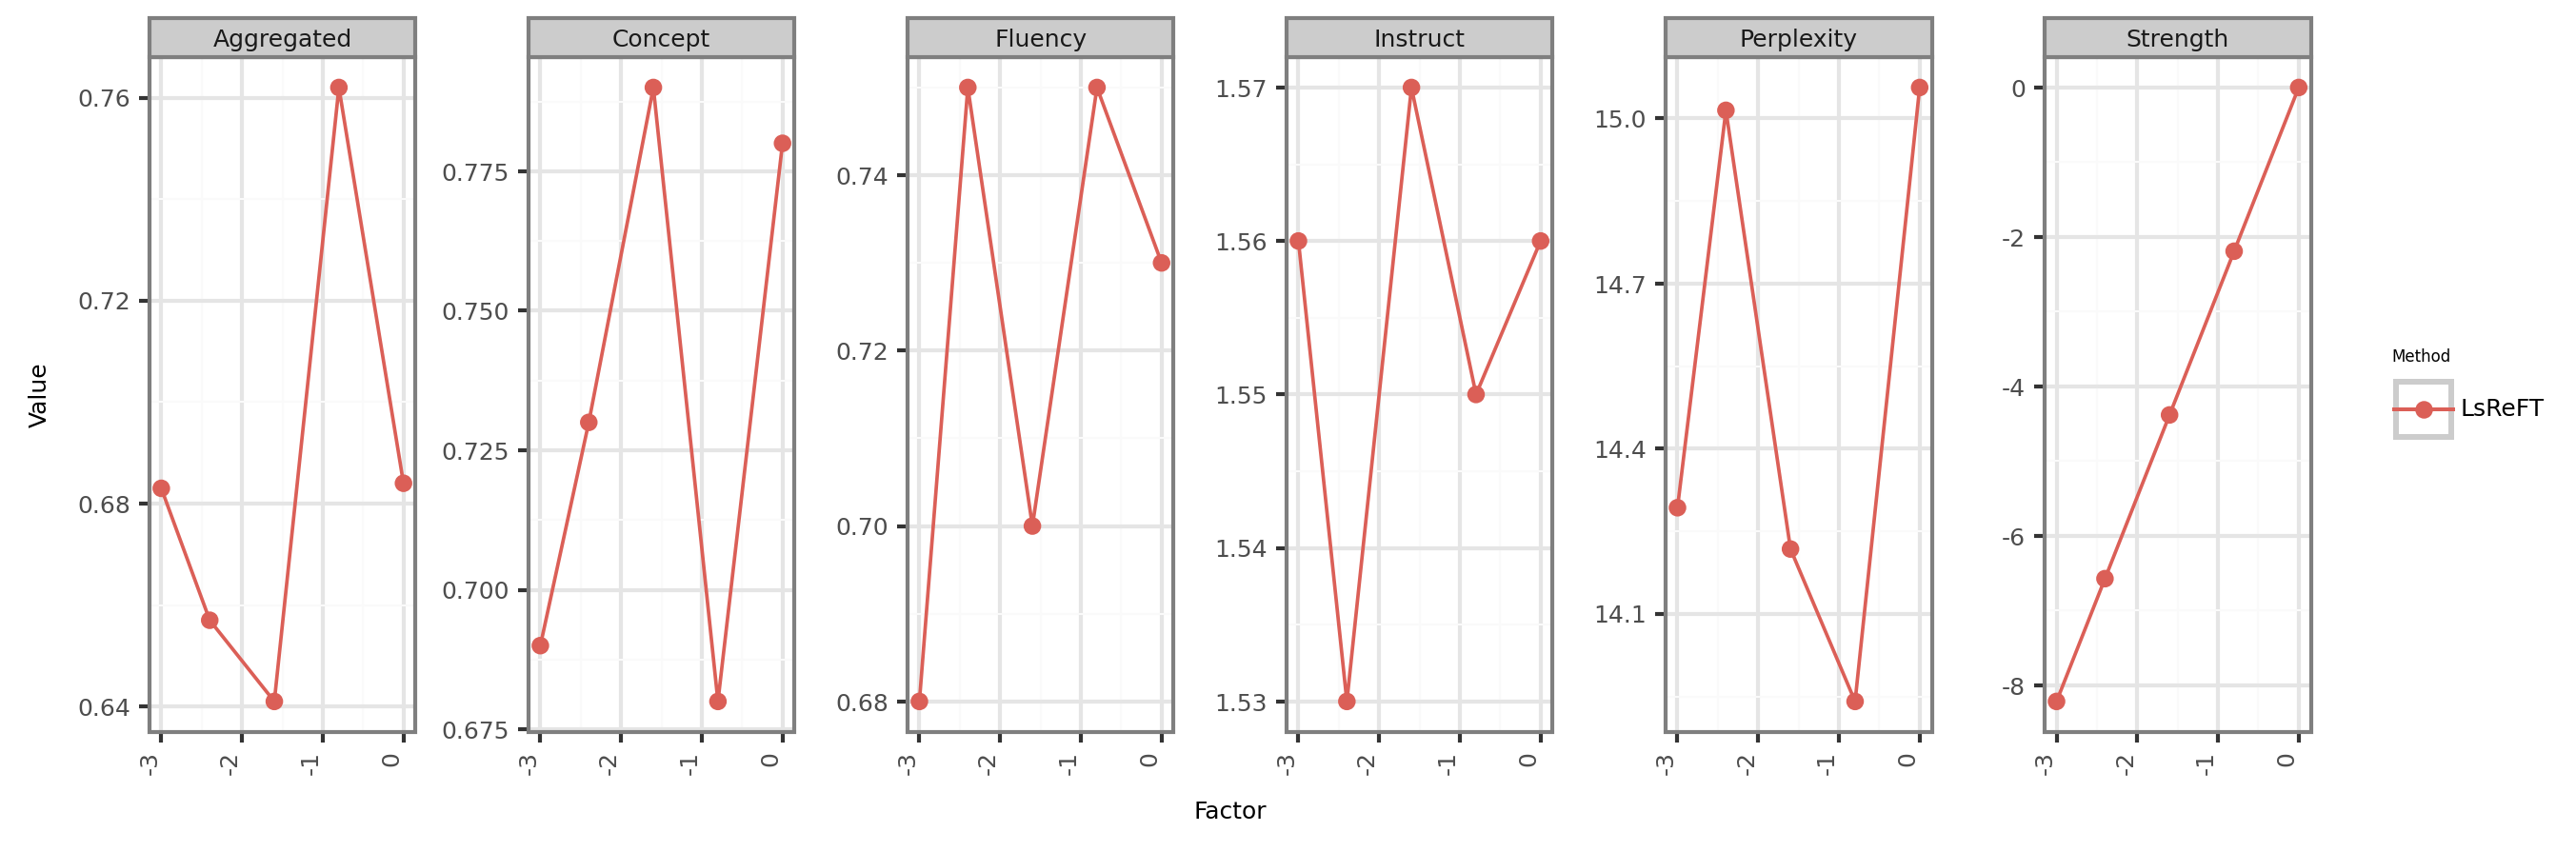 Aggregated
Concept
Fluency
Instruct
Perplexity
Strength
Value
0.76
0.72
0.68
0.64
0.775
0.750
0.725
0.700
0.675
0.74
0.72
0.70
0.68
1.57
1.56
1.55
1.54
1.53
15.0
14.7
14.4
14.1
0
-2
-4
-6
-8
-3 -2 -1 0
-3 -2 -1 0
-3 -2 -1 0
-3 -2 -1 0
-3 -2 -1 0
-3 -2 -1 0
Factor
Method
LsReFT